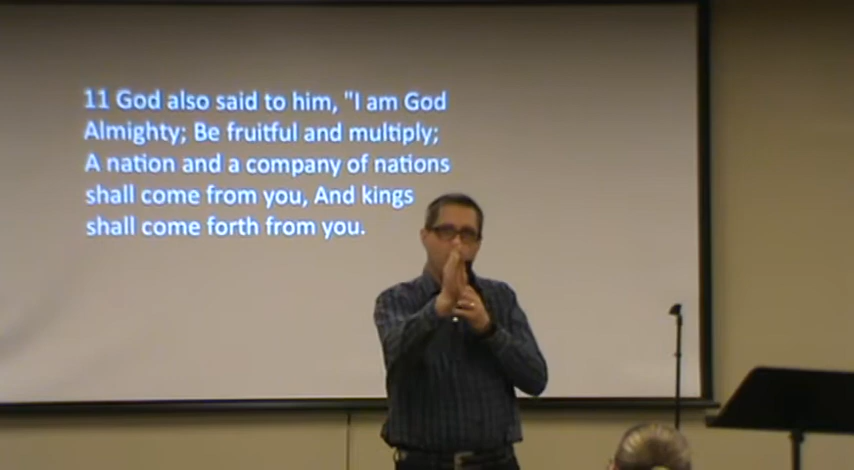 11 God also said to him, "I am God
Almighty; Be fruitful and multiply;
A nation and a company of nations
shall come from you, And kings
shall come forth from you.